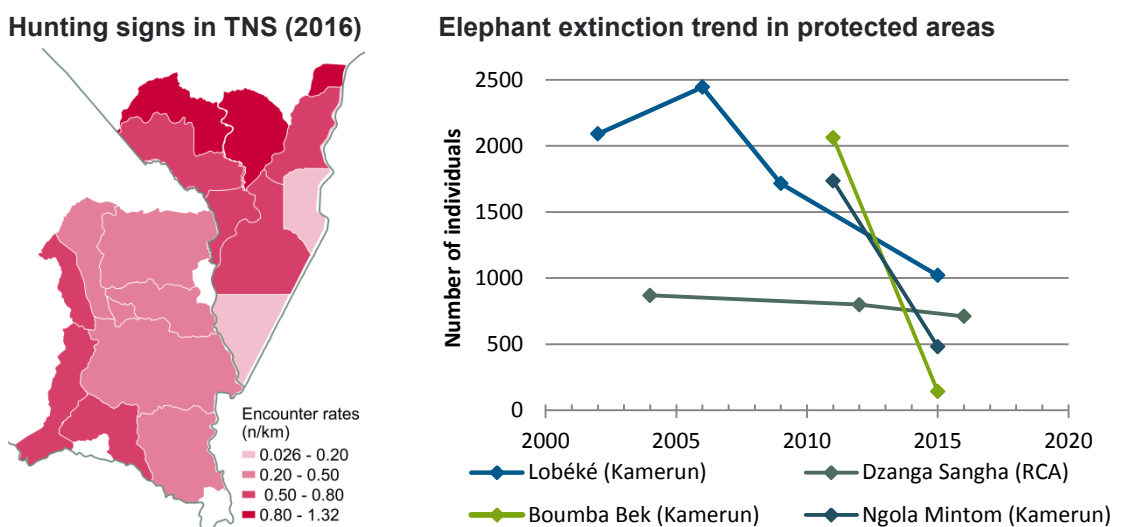 Hunting signs in TNS (2016)
Encounter rates
(n/km)
0.026 - 0.20
0.20 - 0.50
0.50 - 0.80
0.80 - 1.32
Elephant extinction trend in protected areas
Number of individuals
2500
2000
1500
1000
500
0
2000 2005 2010 2015 2020
Lobéké (Kamerun) Dzanga Sangha (RCA)
Boumba Bek (Kamerun) Ngola Mintom (Kamerun)